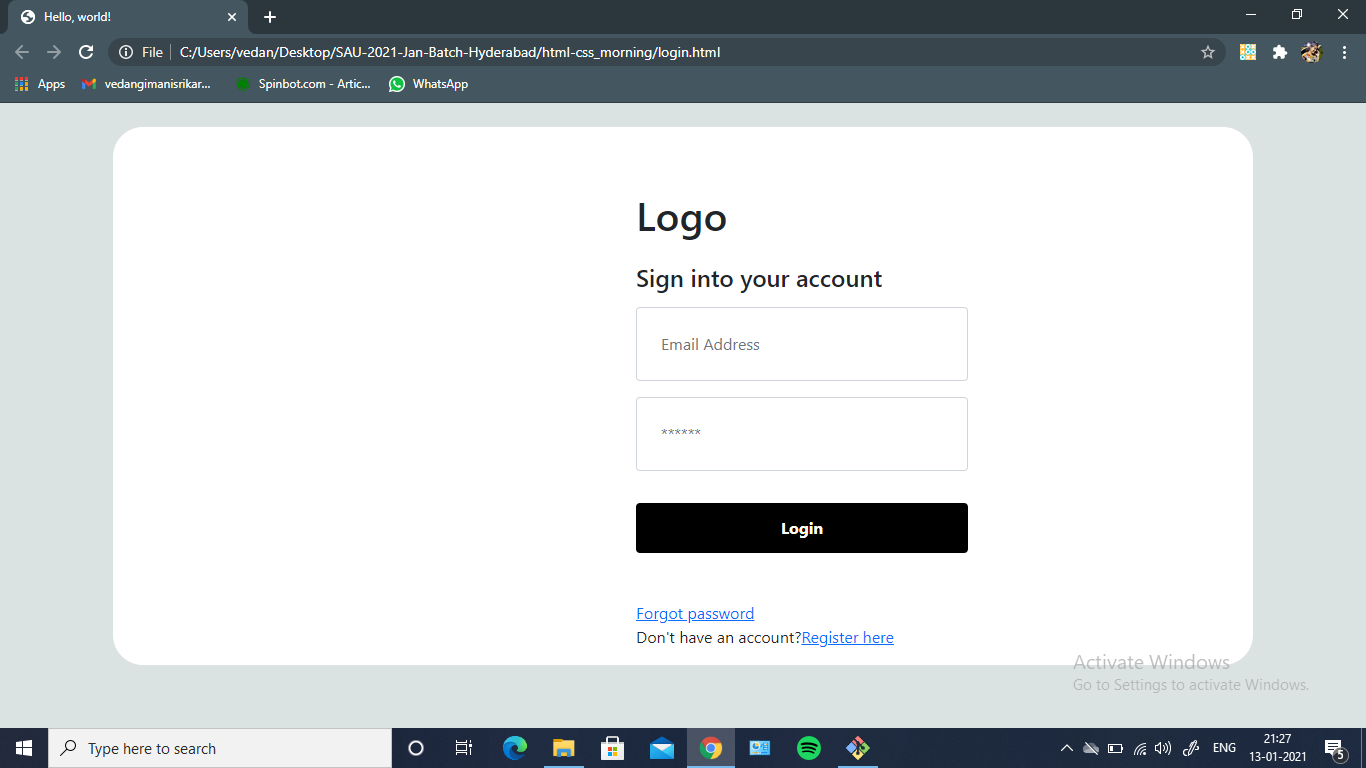 Hello, world!
File C:/Users/vedan/Desktop/SAU-2021-Jan-Batch-Hyderabad/html-css_morning/login.html
Apps vedangimanisrikar... Spinbot.com - Artic... WhatsApp
Logo
Sign into your account
Email Address
******
Login
Forgot password
Don't have an account?Register here
Activate Windows
Go to Settings to activate Windows.
Type here to search
ENG
21:27
13-01-2021
5